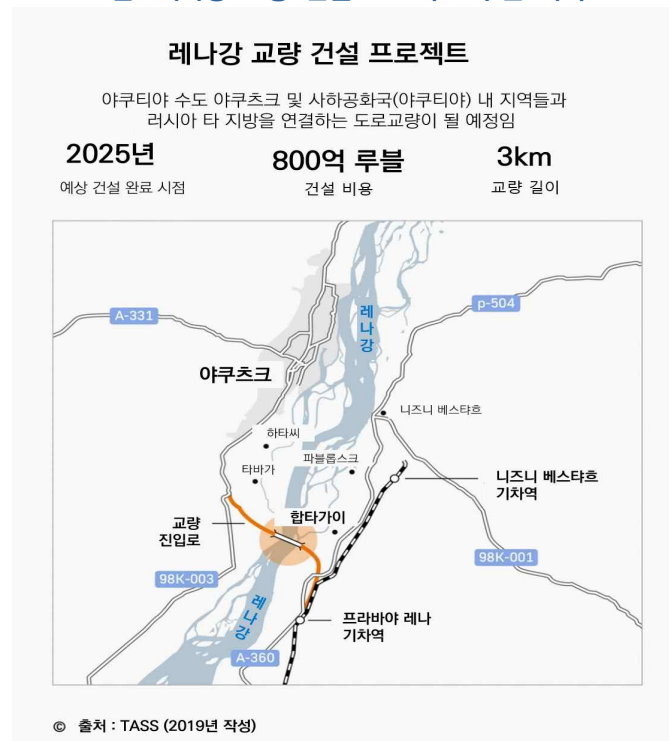 레나강 교량 건설 프로젝트
야쿠티야 수도 야쿠츠크 및 사하공화국(야쿠티야) 내 지역들과
러시아 타 지방을 연결하는 도로교량이 될 예정임
2025년
예상 건설 완료 시점
800억 루블
건설 비용
3km
교량 길이
A-331
p-504
레나강
야쿠츠크
니즈니 베스탸흐
하타씨
파블롭스크
타바가
니즈니 베스탸흐
기차역
합타가이
교량
진입로
98K-001
98K-003
레나강
프라바야 레나
기차역
A-360
© 출처 : TASS (2019년 작성)